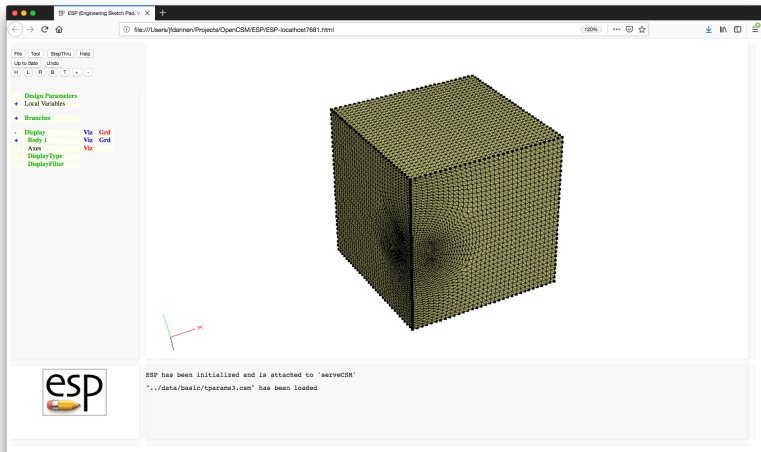 ESP (Engineering Sketch Pad, V
file:///Users/jfdannen/Projects/OpenCSM/ESP/ESP-localhost7681.html
120%
File Tool StepThru Help
Up to date Undo
H L R B T + -
Design Parameters
+ Local Variables
+ Branches
- Display Viz Grd
+ Body 1 Viz Grd
Axes Viz
DisplayType
DisplayFilter
X
esp
ESP has been initialized and is attached to 'serveCSM'
"../data/basic/tparams3.csm" has been loaded